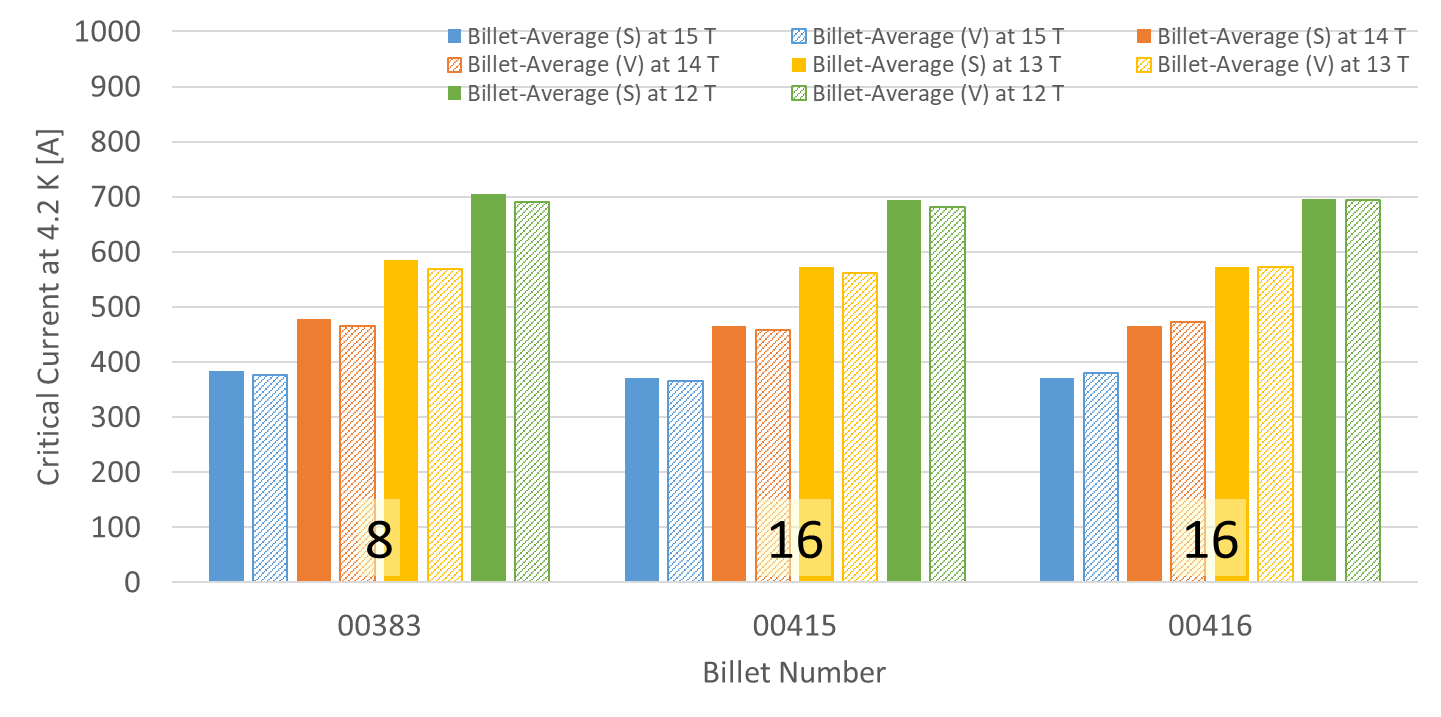 1000
900
800
700
600
500
400
300
200
100
0
Critical Current at 4.2 K [A]
Billet-Average (S) at 15 T
Billet-Average (V) at 15 T
Billet-Average (S) at 14 T
Billet-Average (V) at 14 T
Billet-Average (S) at 13 T
Billet-Average (V) at 13 T
Billet-Average (S) at 12 T
Billet-Average (V) at 12 T
8
16
16
00383
00415
00416
Billet Number